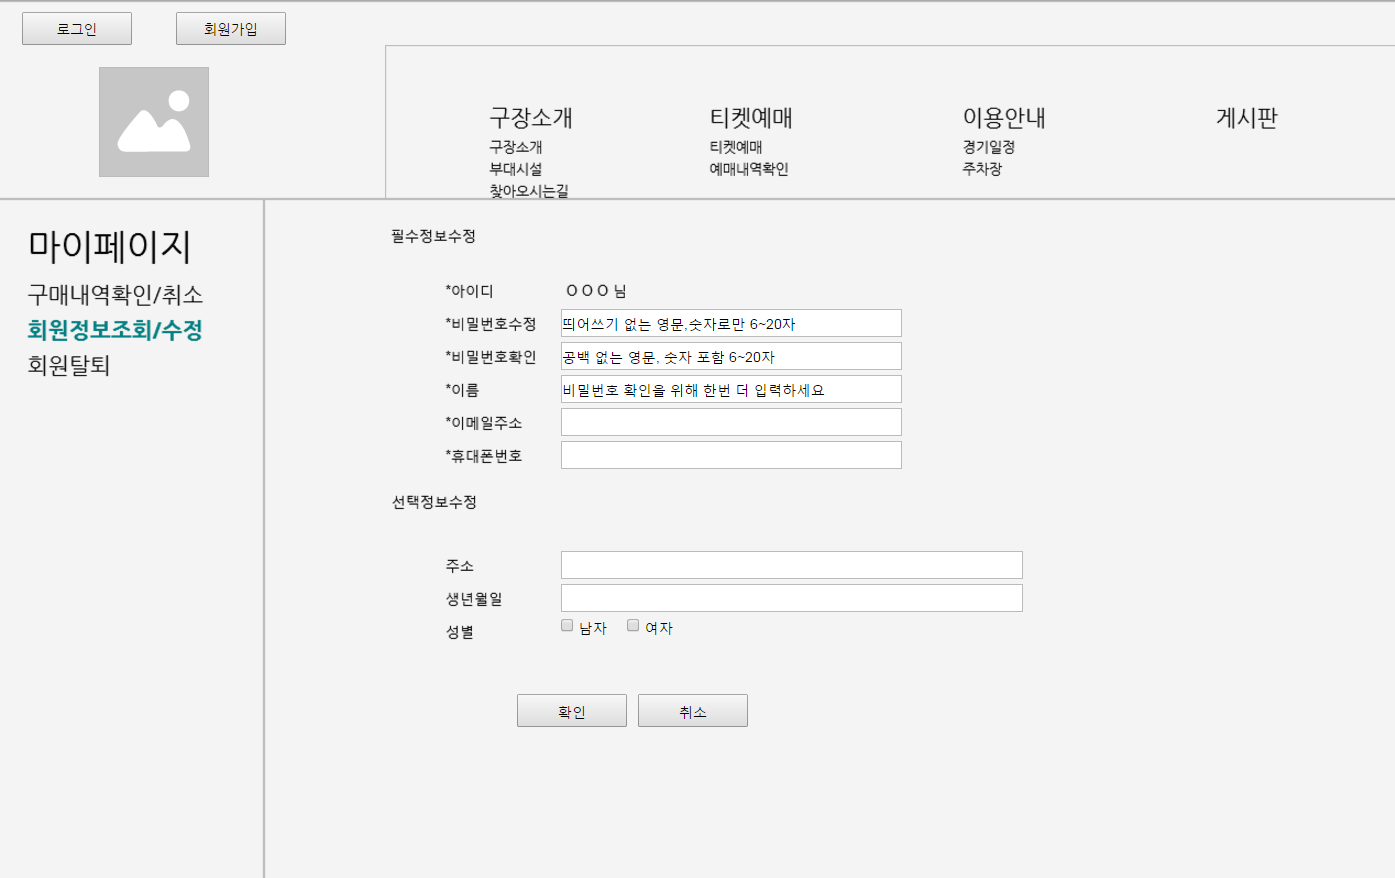 로그인 회원가입
구장소개 티켓예매 이용안내 게시판
구장소개 티켓예매 경기일정
부대시설 예매내역확인 주차장
찾아오시는길
마이페이지
구매내역확인/취소
회원정보조회/수정
회원탈퇴
필수정보수정
*아이디 O O O 님
*비밀번호수정 띄어쓰기 없는 영문,숫자로만 6~20자
*비밀번호확인 공백 없는 영문, 숫자 포함 6~20자
*이름 비밀번호 확인을 위해 한번 더 입력하세요
*이메일주소
*휴대폰번호
선택정보수정
주소
생년월일
성별 남자 여자
확인 취소